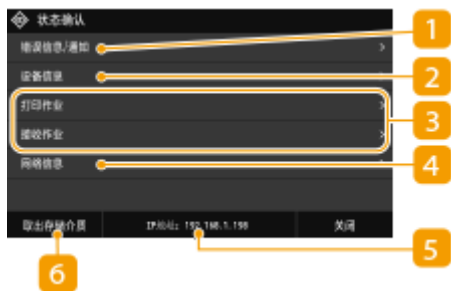 状态确认
错误信息/通知
设备信息
打印作业
接收作业
网络信息
取出存储介质
IP地址: 192.168.1.198
关闭
1
2
3
4
5
6